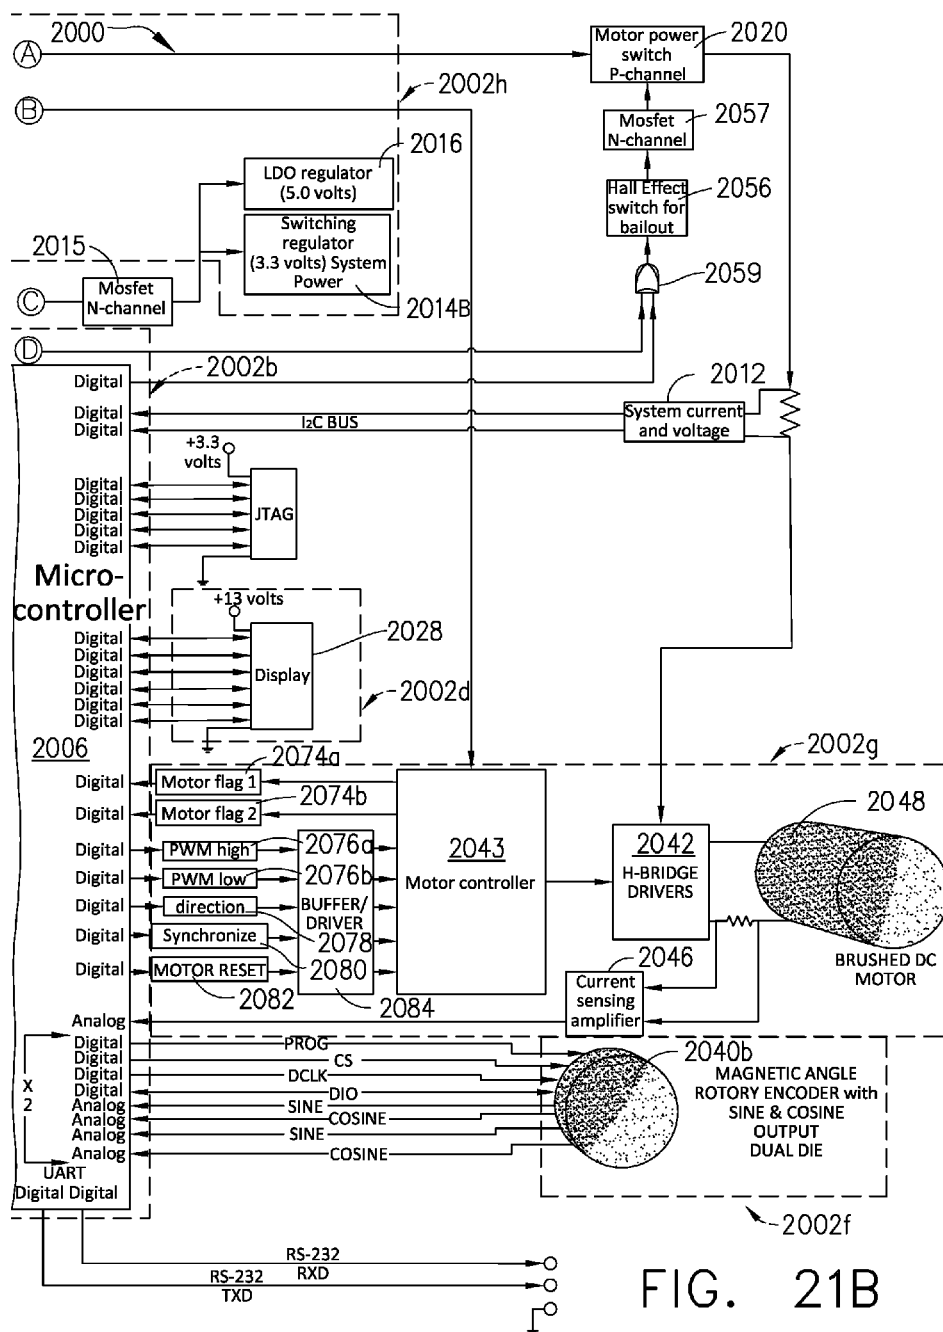 A
2000
Motor power
switch
P-channel
2020
B
2002h
Mosfet
N-channel
2057
2016
LDO regulator
(5.0 volts)
Hall Effect
switch for
bailout
2056
Switching
regulator
(3.3 volts) System
Power
2015
Mosfet
N-channel
C
2014B
2059
D
2002b
Digital
2012
Digital
Digital
I2C BUS
System current
and voltage
+3.3
volts
Digital
Digital
Digital
Digital
Digital
JTAG
Micro-
controller
+13 volts
Digital
Digital
Digital
Digital
Digital
Digital
Display
2028
2002d
2006
2074a
2002g
Digital
Motor flag 1
2074b
Digital
Motor flag 2
2048
Digital
PWM high
2076a
2043
Motor controller
2042
H-BRIDGE
DRIVERS
Digital
PWM low
2076b
BUFFER/
DRIVER
Digital
direction
2078
Digital
Synchronize
2080
Digital
MOTOR RESET
2082
2084
2046
BRUSHED DC
MOTOR
Current
sensing
amplifier
Analog
Digital
PROG
Digital
CS
Digital
DCLK
Digital
DIO
Analog
SINE
Analog
COSINE
Analog
SINE
Analog
COSINE
X
2
2040b
MAGNETIC ANGLE
ROTORY ENCODER with
SINE & COSINE
OUTPUT
DUAL DIE
UART
Digital Digital
2002f
RS-232
RXD
RS-232
TXD
FIG. 21B